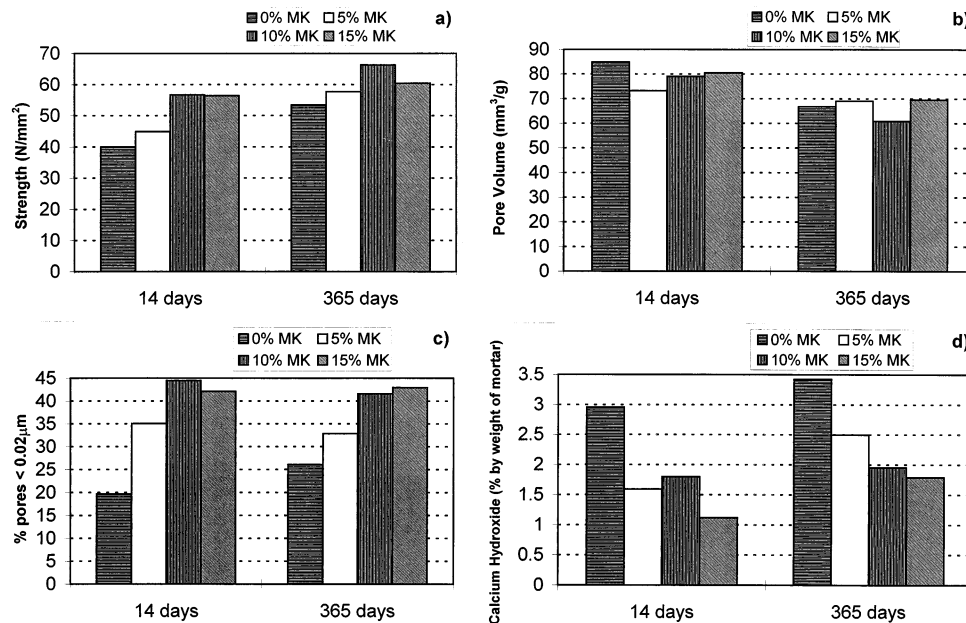 0% MK 5% MK
10% MK 15% MK
a)
Strength (N/mm²)
70
60
50
40
30
20
10
0
14 days 365 days
0% MK 5% MK
10% MK 15% MK
b)
Pore Volume (mm³/g)
90
80
70
60
50
40
30
20
10
0
14 days 365 days
0% MK 5% MK
10% MK 15% MK
c)
% pores < 0.02μm
45
40
35
30
25
20
15
10
5
0
14 days 365 days
0% MK 5% MK
10% MK 15% MK
d)
Calcium Hydroxide (% by weight of mortar)
3.5
3
2.5
2
1.5
1
0.5
0
14 days 365 days